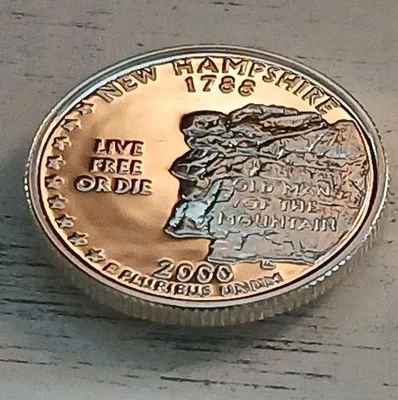 NEW HAMPSHIRE
1788
LIVE
FREE
OR DIE
OLD MAN
OF THE
MOUNTAIN
2000
E PLURIBUS UNUM